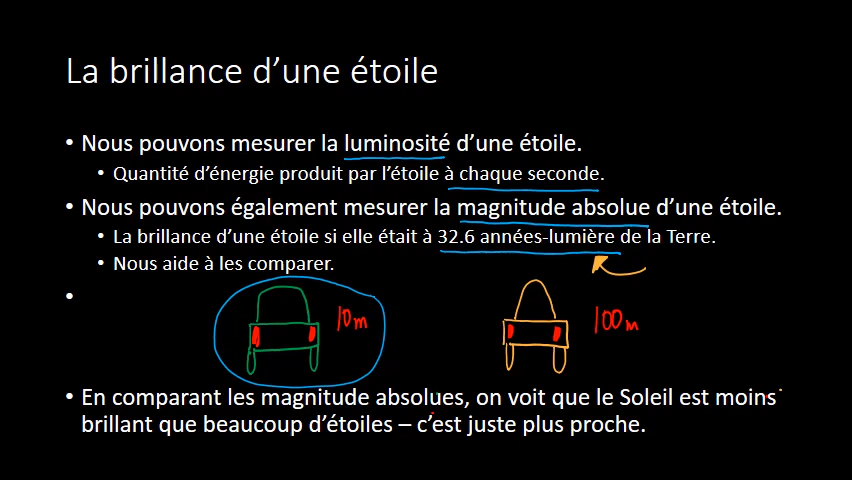 La brillance d'une étoile
• Nous pouvons mesurer la luminosité d'une étoile.
• Quantité d'énergie produit par l'étoile à chaque seconde.
• Nous pouvons également mesurer la magnitude absolue d'une étoile.
• La brillance d'une étoile si elle était à 32.6 années-lumière de la Terre.
• Nous aide à les comparer.
•
10m
100m
• En comparant les magnitude absolues, on voit que le Soleil est moins
brillant que beaucoup d'étoiles – c'est juste plus proche.